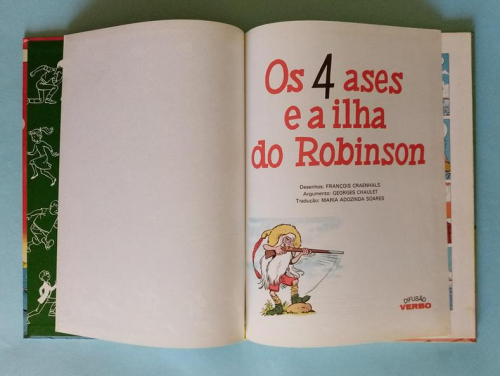 Os 4 ases
e a ilha
do Robinson
Desenhos: FRANÇOIS CRAENHALS
Argumento: GEORGES CHAULET
Tradução: MARIA ADOZINDA SOARES
DIFUSÃO
VERBO